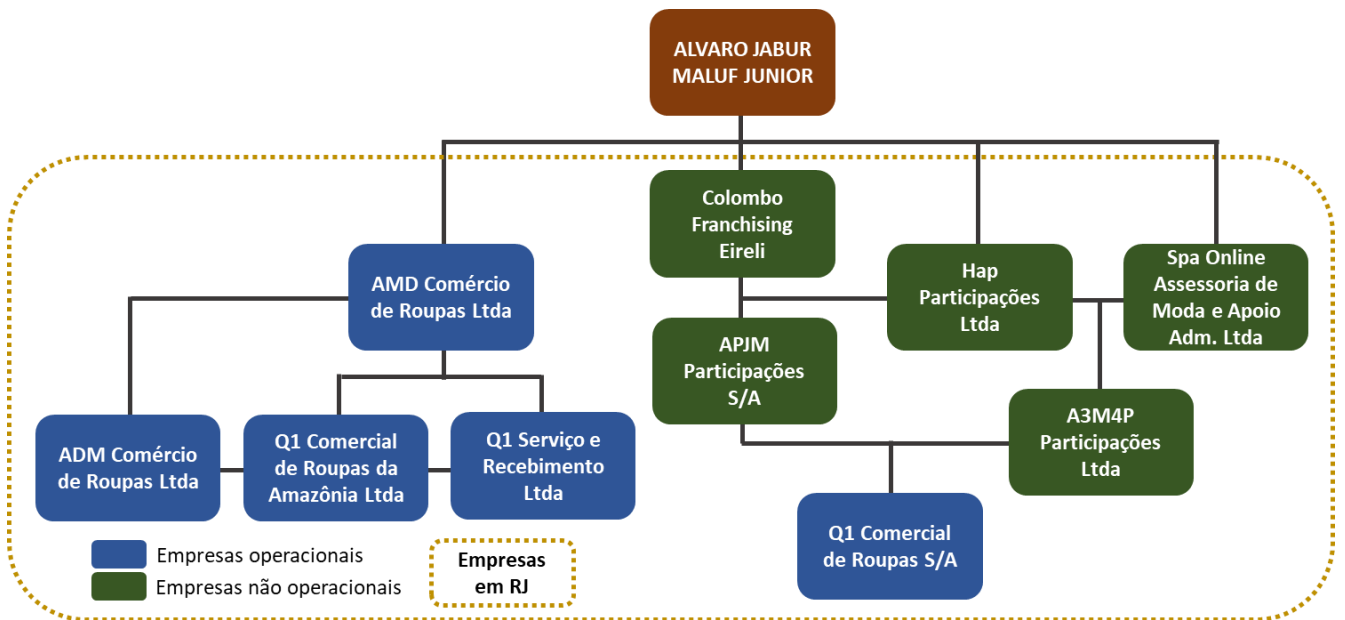 ALVARO JABUR
MALUF JUNIOR
Colombo
Franchising
Eireli
AMD Comércio
de Roupas Ltda
Hap
Participações
Ltda
Spa Online
Assessoria de
Moda e Apoio
Adm. Ltda
APJM
Participações
S/A
A3M4P
Participações
Ltda
ADM Comércio
de Roupas Ltda
Q1 Comercial
de Roupas da
Amazônia Ltda
Q1 Serviço e
Recebimento
Ltda
Q1 Comercial
de Roupas S/A
Empresas operacionais
Empresas não operacionais
Empresas
em RJ